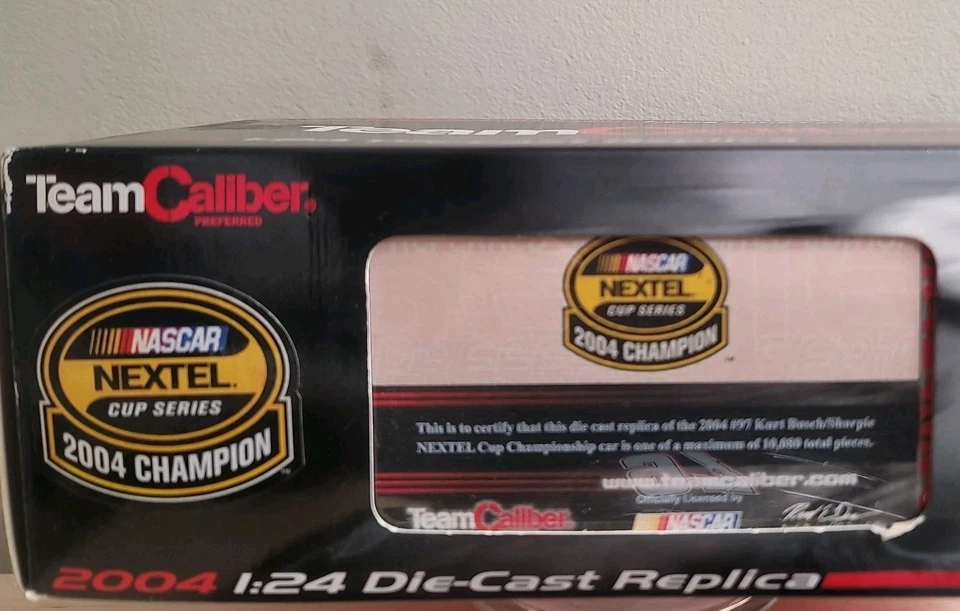 Team
TeamCaliber®
PREFERRED
NASCAR
NEXTEL
CUP SERIES
2004 CHAMPION
NASCAR
NEXTEL
CUP SERIES
2004 CHAMPION
This is to certify that this die cast replica of the 2004 #97 Kurt Busch/Sharpie
NEXTEL Cup Championship car is one of a maximum of 10,080 total pieces.
www.teamcaliber.com
Officially Licensed by
TeamCaliber
NASCAR
2004 1:24 Die-Cast Replica